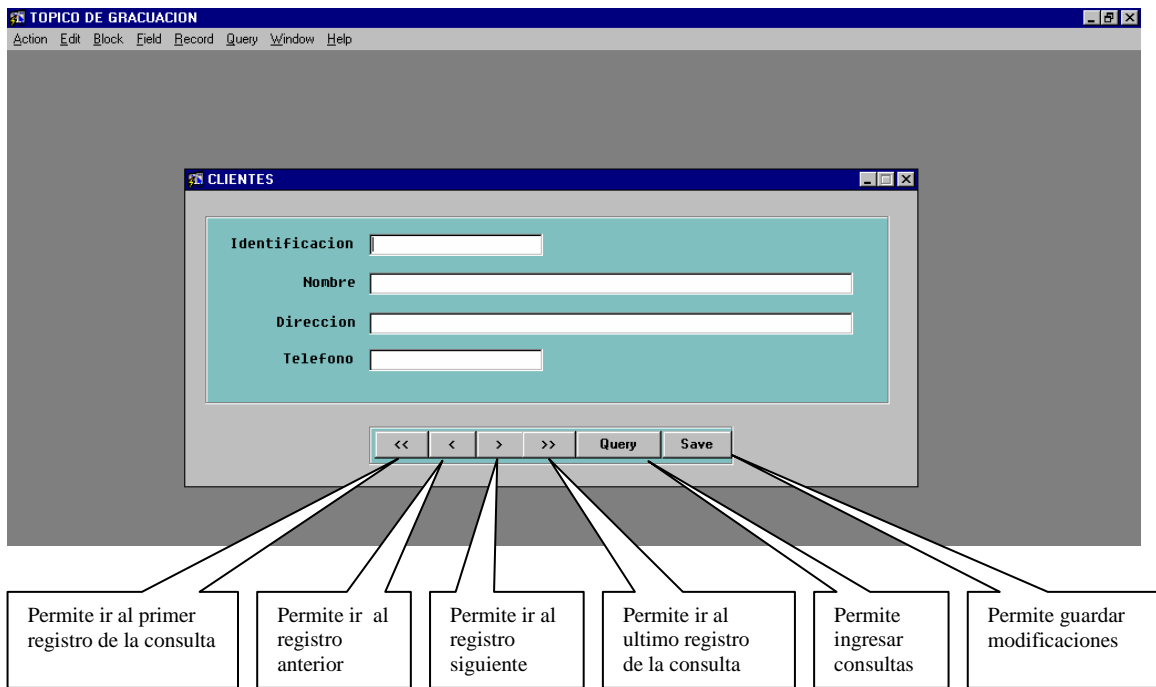 TOPICO DE GRACUACION
Action Edit Block Field Record Query Window Help
CLIENTES
Identificacion
Nombre
Direccion
Telefono
<< < > >> Query Save
Permite ir al primer
registro de la consulta
Permite ir al
registro
anterior
Permite ir al
registro
siguiente
Permite ir al
ultimo registro
de la consulta
Permite
ingresar
consultas
Permite guardar
modificaciones